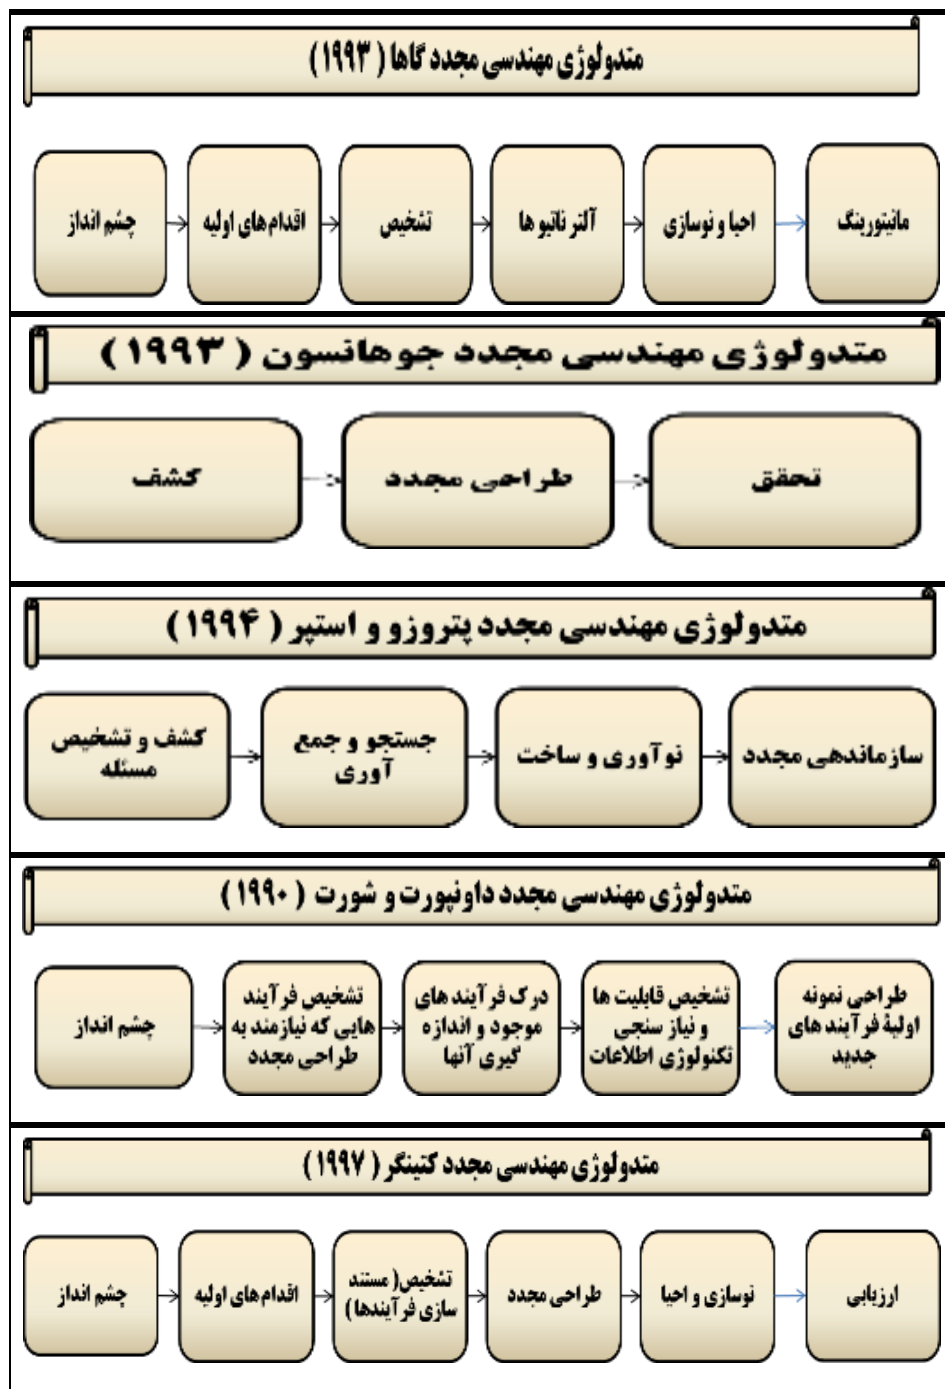 متدولوژی مهندسی مجدد گاها ( ۱۹۹۳ )
چشم انداز
اقدام‌های اولیه
تشخیص
آلتر ناتیو ها
احیا و نوسازی
مانیتورینگ
متدولوژی مهندسی مجدد جوهانسون ( ۱۹۹۳ )
کشف
طراحی مجدد
تحقق
متدولوژی مهندسی مجدد پتروزو و استپر ( ۱۹۹۴ )
کشف و تشخیص
مسئله
جستجو و جمع
آوری
نوآوری و ساخت
سازماندهی مجدد
متدولوژی مهندسی مجدد داونپورت و شورت ( ۱۹۹۰ )
چشم انداز
تشخیص فرآیند
هایی که نیازمند به
طراحی مجدد
درک فرآیند های
موجود و اندازه
گیری آنها
تشخیص قابلیت ها
و نیاز سنجی
تکنولوژی اطلاعات
طراحی نمونه
اولیۀ فرآیند های
جدید
متدولوژی مهندسی مجدد کتینگر ( ۱۹۹۷ )
چشم انداز
اقدام‌های اولیه
تشخیص( مستند
سازی فرآیندها )
طراحی مجدد
نوسازی و احیا
ارزیابی